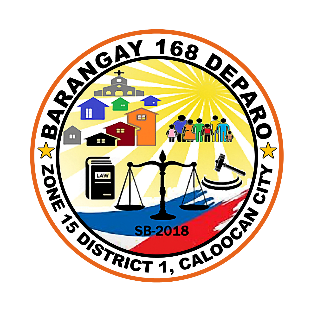 BARANGAY 168 DEPARO
LAW
SB-2018
ZONE 15 DISTRICT 1, CALOOCAN CITY